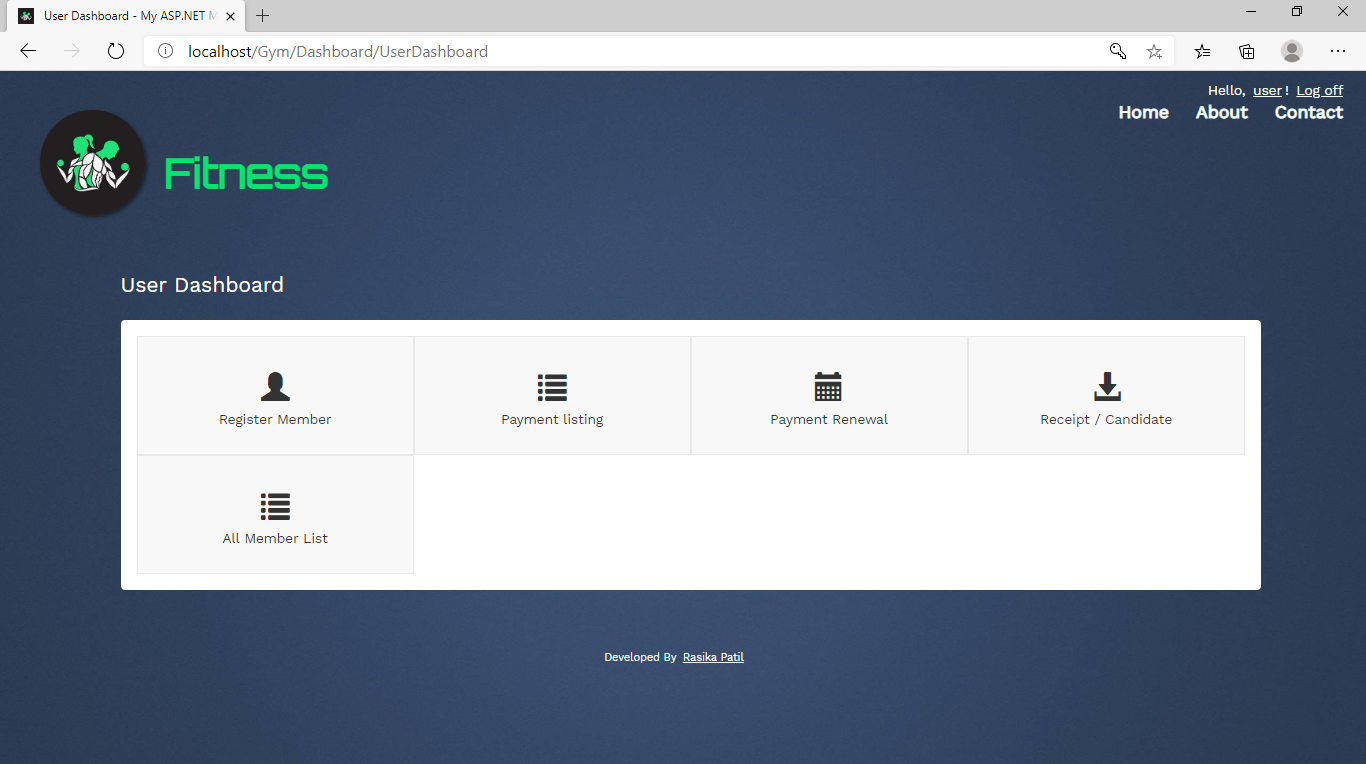 User Dashboard - My ASP.NET M
localhost/Gym/Dashboard/UserDashboard
Hello, user! Log off
Home About Contact
Fitness
User Dashboard
Register Member Payment listing Payment Renewal Receipt / Candidate
All Member List
Developed By Rasika Patil